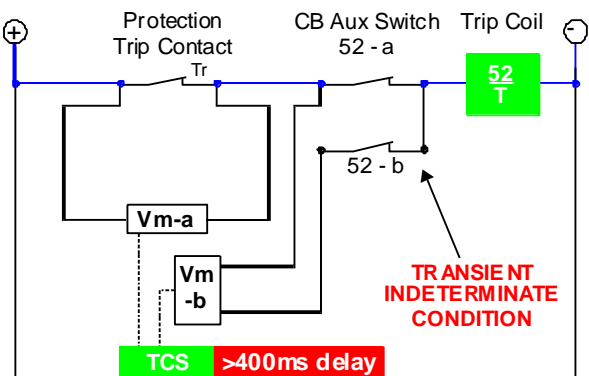 Protection
Trip Contact
CB Aux Switch
52 - a
Trip Coil
+
-
Tr
52
T
52 - b
Vm-a
Vm
-b
TRANSIENT
INDETERMINATE
CONDITION
TCS >400ms delay